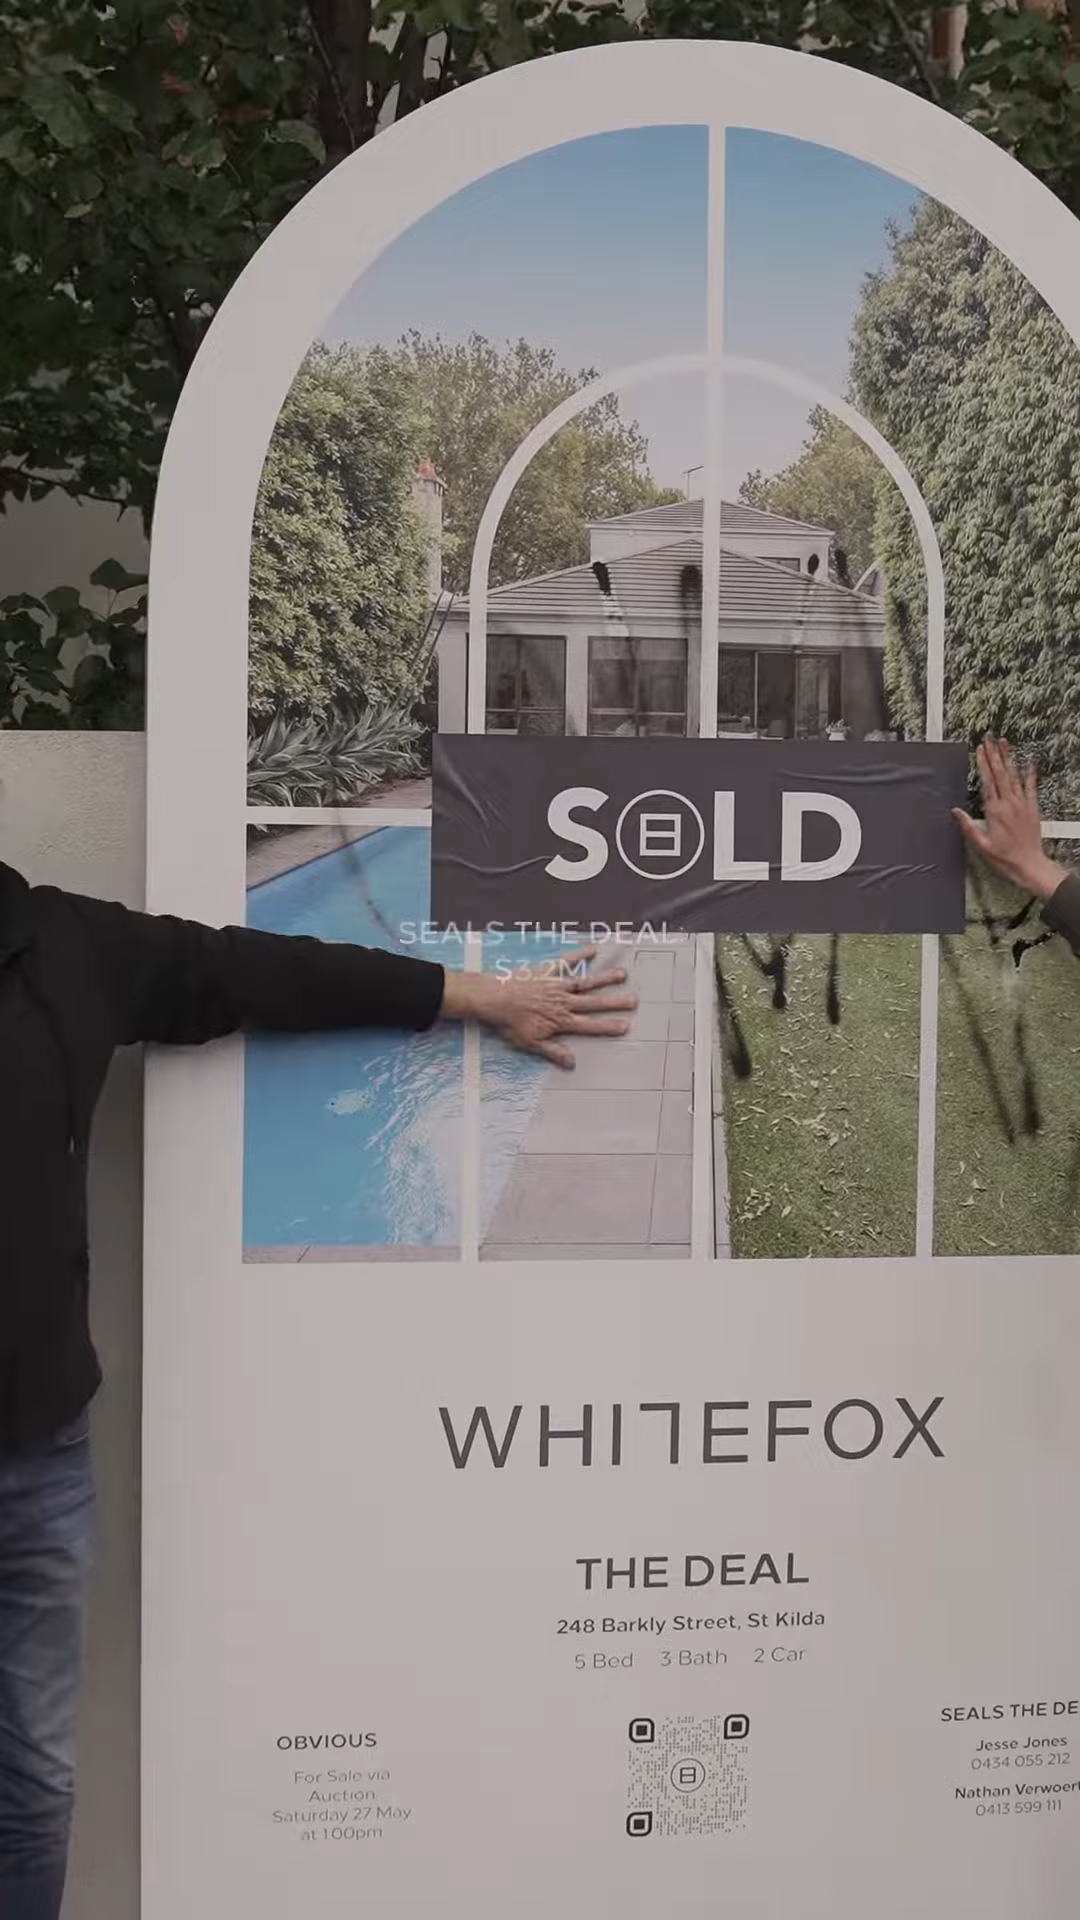 SOLD
SEALS THE DEAL
$3.2M
WHITEFOX
THE DEAL
248 Barkly Street, St Kilda
5 Bed 3 Bath 2 Car
OBVIOUS
For Sale via
Auction
Saturday 27 May
at 1:00pm
SEALS THE DE
Jesse Jones
0434 055 212
Nathan Verwoert
0413 599 111